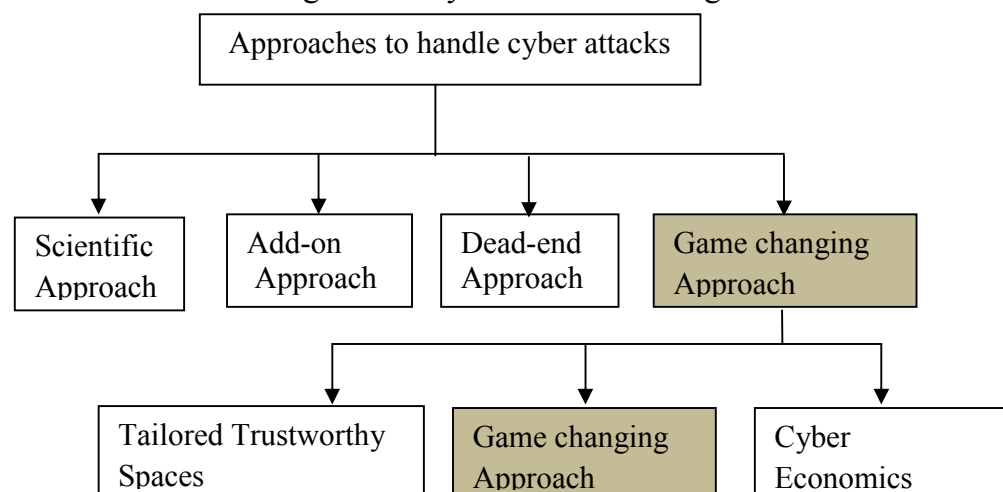 Approaches to handle cyber attacks
Scientific
Approach
Add-on
Approach
Dead-end
Approach
Game changing
Approach
Tailored Trustworthy
Spaces
Game changing
Approach
Cyber
Economics